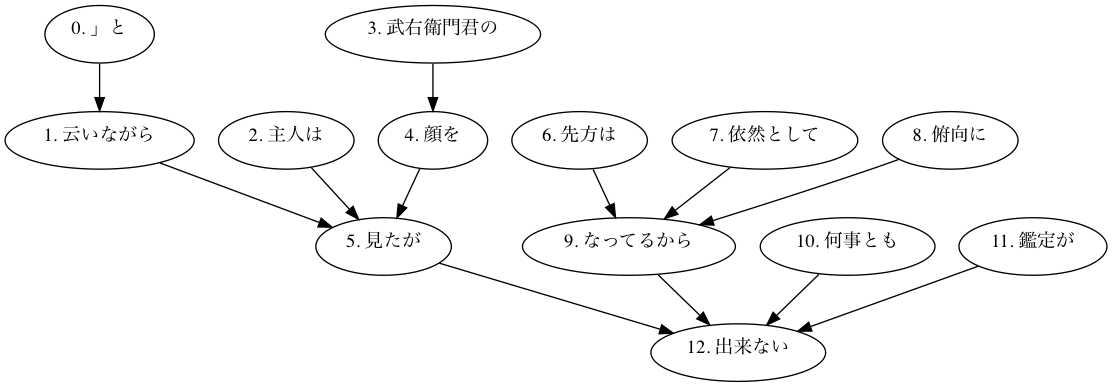 0. 」と
3. 武右衛門君の
1. 云いながら
2. 主人は
4. 顔を
6. 先方は
7. 依然として
8. 俯向に
5. 見たが
9. なってるから
10. 何事とも
11. 鑑定が
12. 出来ない